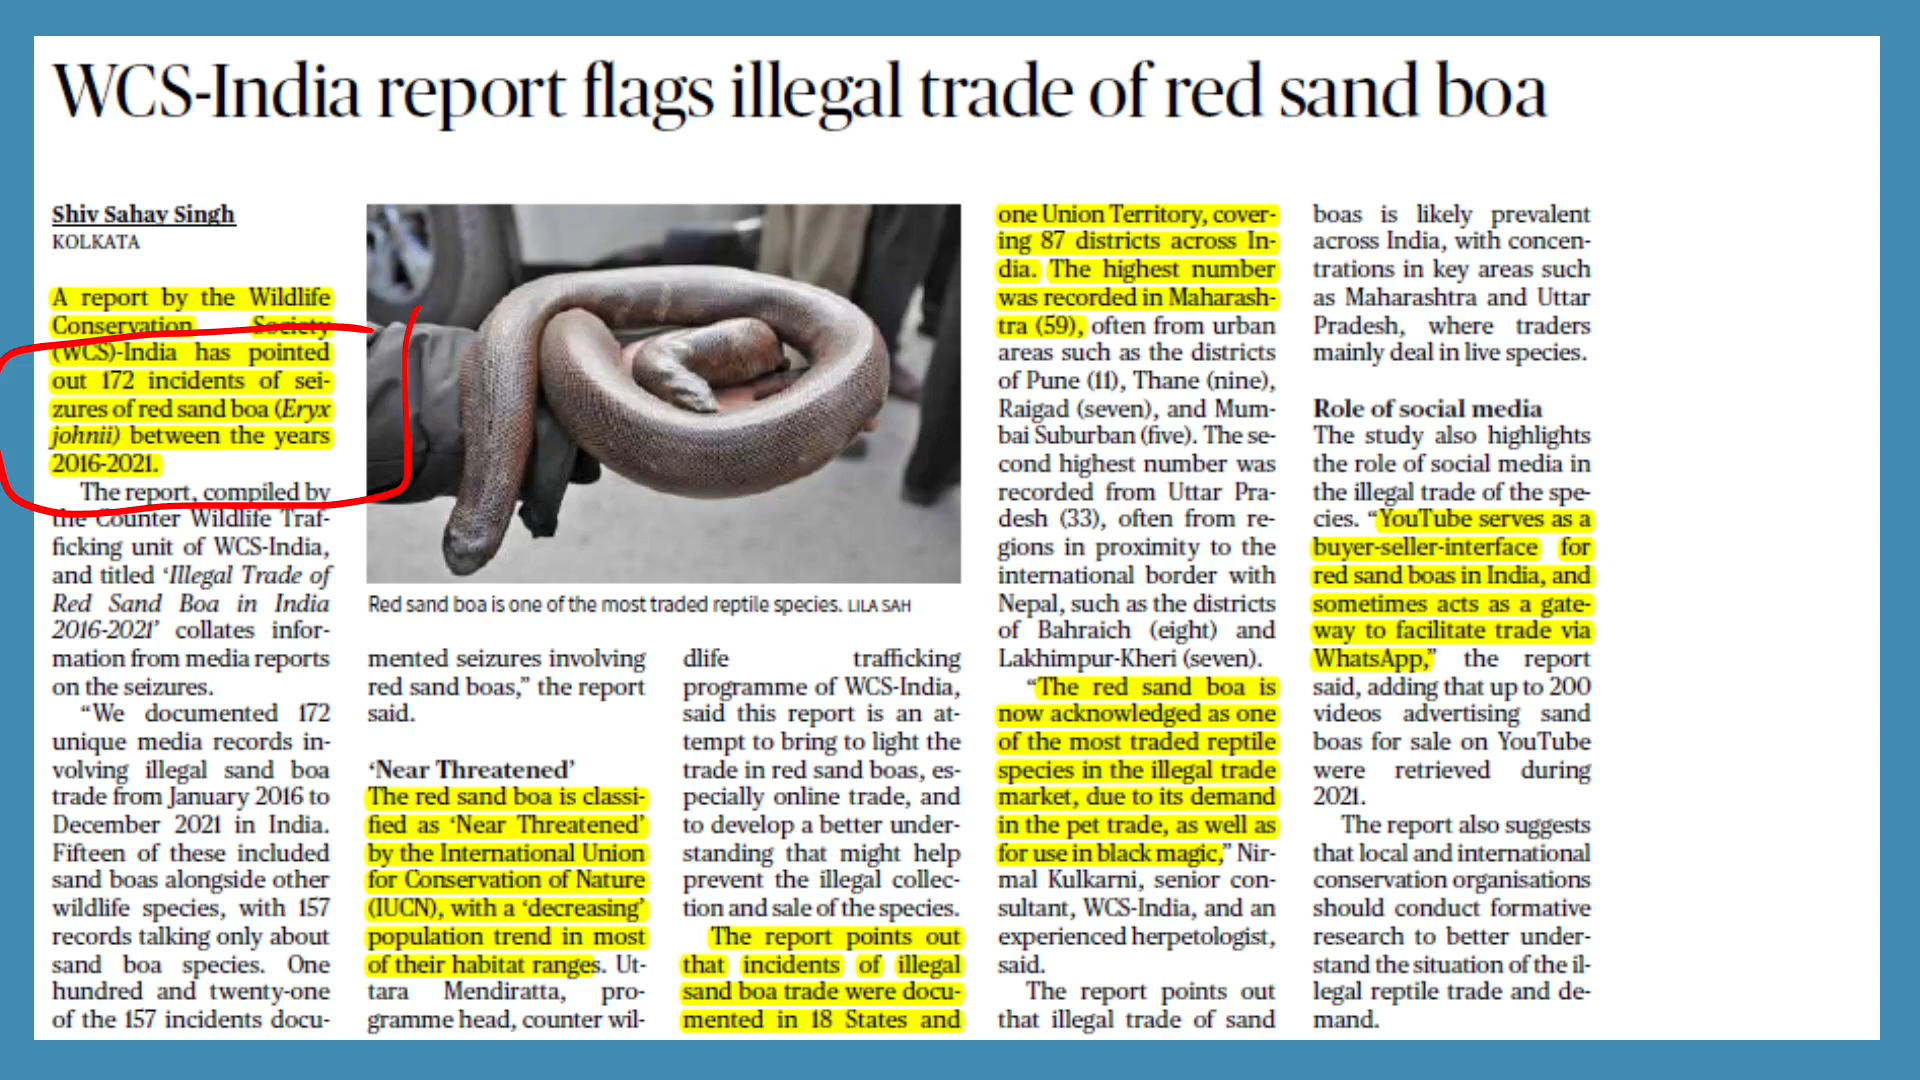 WCS-India report flags illegal trade of red sand boa
Shiv Sahay Singh
KOLKATA
A report by the Wildlife
Conservation Society
(WCS)-India has pointed
out 172 incidents of sei-
zures of red sand boa (Eryx
johnii) between the years
2016-2021.
The report, compiled by
the Counter Wildlife Traf-
ficking unit of WCS-India,
and titled ‘Illegal Trade of
Red Sand Boa in India
2016-2021’ collates infor-
mation from media reports
on the seizures.
“We documented 172
unique media records in-
volving illegal sand boa
trade from January 2016 to
December 2021 in India.
Fifteen of these included
sand boas alongside other
wildlife species, with 157
records talking only about
sand boa species. One
hundred and twenty-one
of the 157 incidents docu-
Red sand boa is one of the most traded reptile species. LILA SAH
mented seizures involving
red sand boas,” the report
said.
‘Near Threatened’
The red sand boa is classi-
fied as ‘Near Threatened’
by the International Union
for Conservation of Nature
(IUCN), with a ‘decreasing’
population trend in most
of their habitat ranges. Ut-
tara Mendiratta, pro-
gramme head, counter wil-
dlife trafficking
programme of WCS-India,
said this report is an at-
tempt to bring to light the
trade in red sand boas, es-
pecially online trade, and
to develop a better under-
standing that might help
prevent the illegal collec-
tion and sale of the species.
The report points out
that incidents of illegal
sand boa trade were docu-
mented in 18 States and
one Union Territory, cover-
ing 87 districts across In-
dia. The highest number
was recorded in Maharash-
tra (59), often from urban
areas such as the districts
of Pune (11), Thane (nine),
Raigad (seven), and Mum-
bai Suburban (five). The se-
cond highest number was
recorded from Uttar Pra-
desh (33), often from re-
gions in proximity to the
international border with
Nepal, such as the districts
of Bahraich (eight) and
Lakhimpur-Kheri (seven).
“The red sand boa is
now acknowledged as one
of the most traded reptile
species in the illegal trade
market, due to its demand
in the pet trade, as well as
for use in black magic,” Nir-
mal Kulkarni, senior con-
sultant, WCS-India, and an
experienced herpetologist,
said.
The report points out
that illegal trade of sand
boas is likely prevalent
across India, with concen-
trations in key areas such
as Maharashtra and Uttar
Pradesh, where traders
mainly deal in live species.
Role of social media
The study also highlights
the role of social media in
the illegal trade of the spe-
cies. “YouTube serves as a
buyer-seller-interface for
red sand boas in India, and
sometimes acts as a gate-
way to facilitate trade via
WhatsApp,” the report
said, adding that up to 200
videos advertising sand
boas for sale on YouTube
were retrieved during
2021.
The report also suggests
that local and international
conservation organisations
should conduct formative
research to better under-
stand the situation of the il-
legal reptile trade and de-
mand.